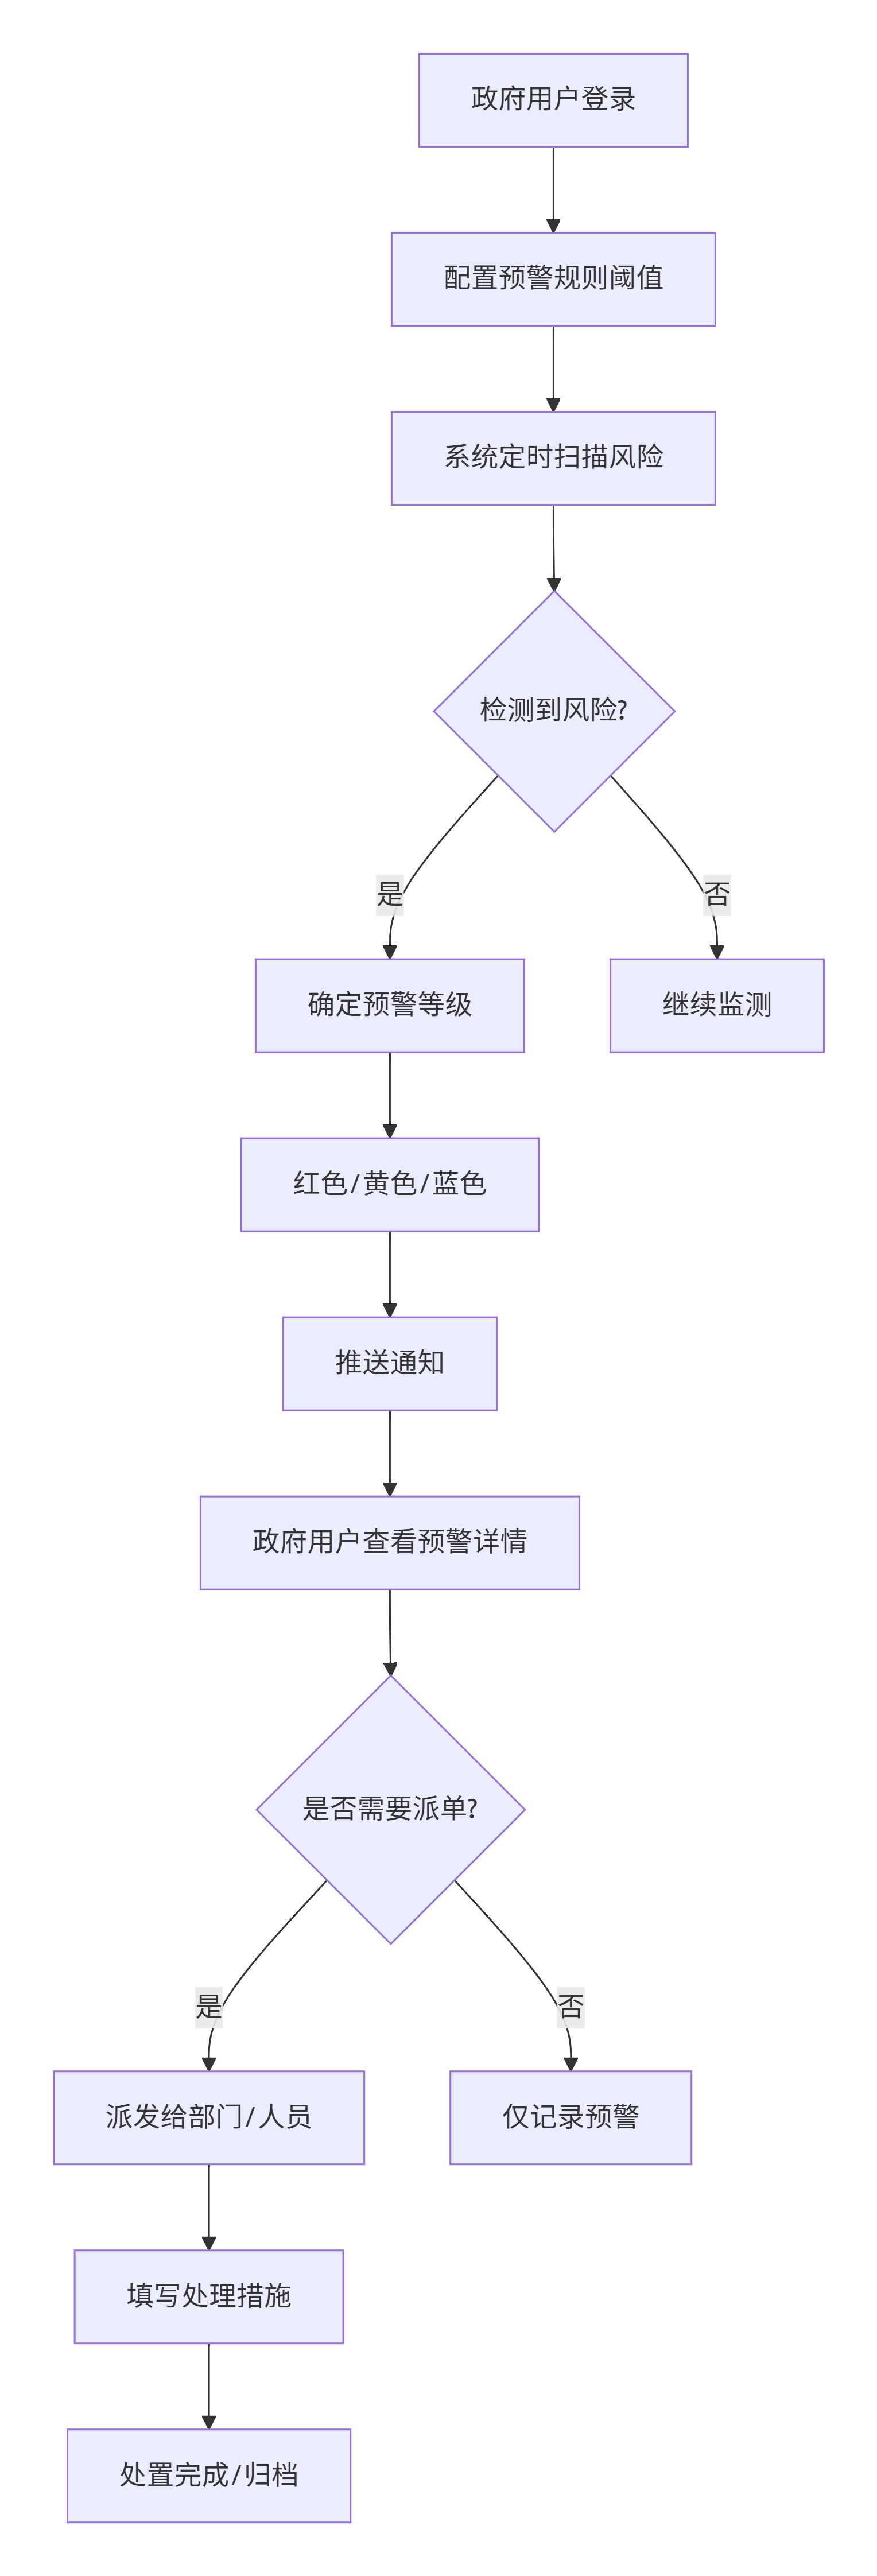 政府用户登录
配置预警规则阈值
系统定时扫描风险
检测到风险?
是
否
确定预警等级
继续监测
红色/黄色/蓝色
推送通知
政府用户查看预警详情
是否需要派单?
是
否
派发给部门/人员
仅记录预警
填写处理措施
处置完成/归档